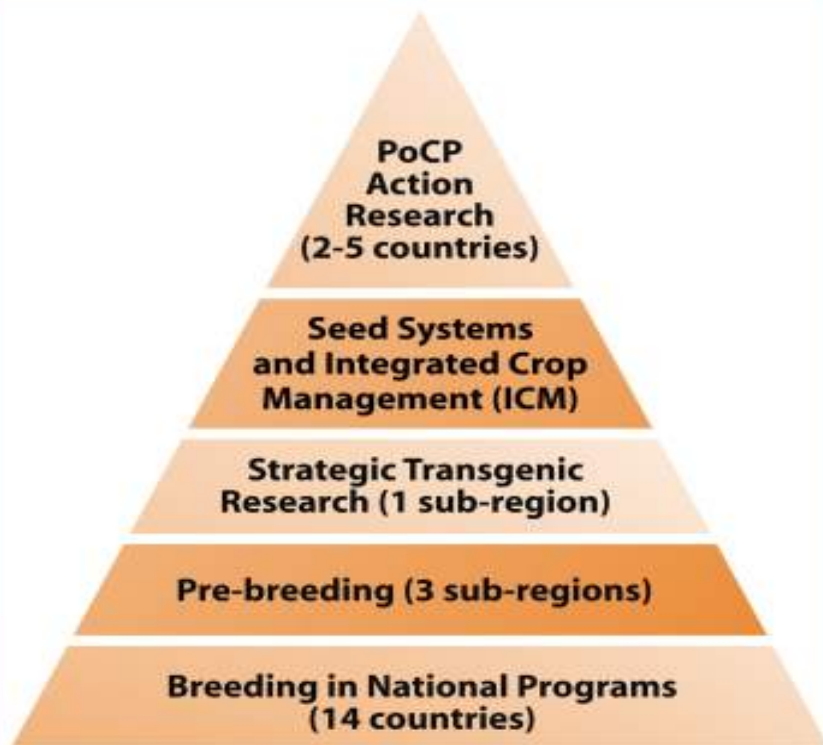 PoCP
Action
Research
(2-5 countries)
Seed Systems
and Integrated Crop
Management (ICM)
Strategic Transgenic
Research (1 sub-region)
Pre-breeding (3 sub-regions)
Breeding in National Programs
(14 countries)